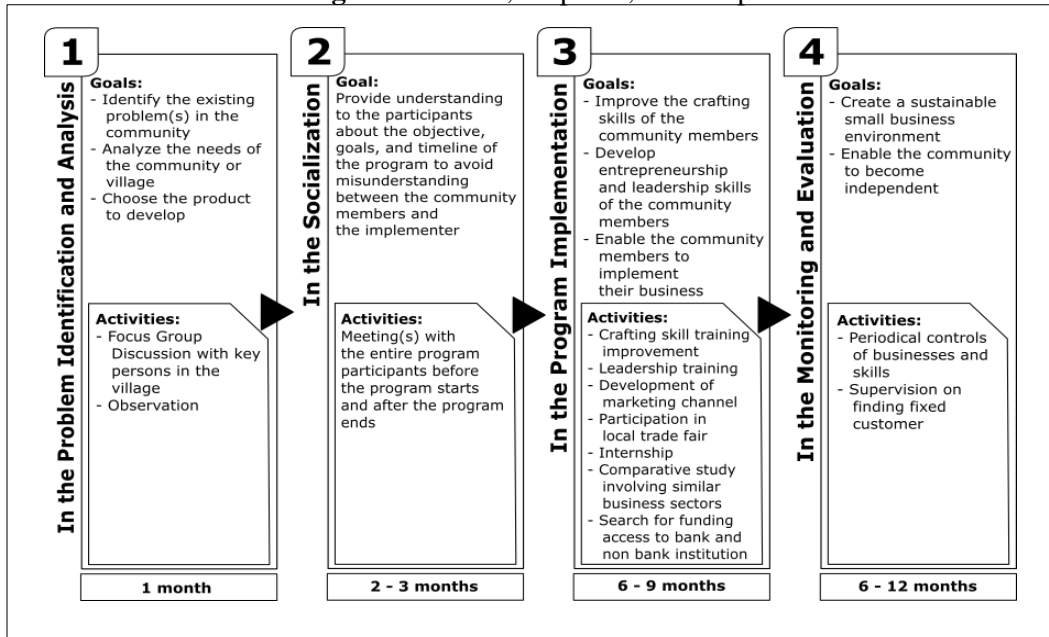 1
In the Problem Identification and Analysis
Goals:
- Identify the existing
problem(s) in the
community
- Analyze the needs of
the community or
village
- Choose the product
to develop
Activities:
- Focus Group
Discussion with key
persons in the
village
- Observation
1 month
2
In the Socialization
Goal:
Provide understanding
to the participants
about the objective,
goals, and timeline of
the program to avoid
misunderstanding
between the community
members and
the implementer
Activities:
Meeting(s) with
the entire program
participants before
the program starts
and after the program
ends
2 - 3 months
3
In the Program Implementation
Goals:
- Improve the crafting
skills of the
community members
- Develop
entrepreneurship
and leadership skills
of the community
members
- Enable the community
members to
implement
their business
Activities:
- Crafting skill training
improvement
- Leadership training
- Development of
marketing channel
- Participation in
local trade fair
- Internship
- Comparative study
involving similar
business sectors
- Search for funding
access to bank and
non bank institution
6 - 9 months
4
In the Monitoring and Evaluation
Goals:
- Create a sustainable
small business
environment
- Enable the community
to become
independent
Activities:
- Periodical controls
of businesses and
skills
- Supervision on
finding fixed
customer
6 - 12 months